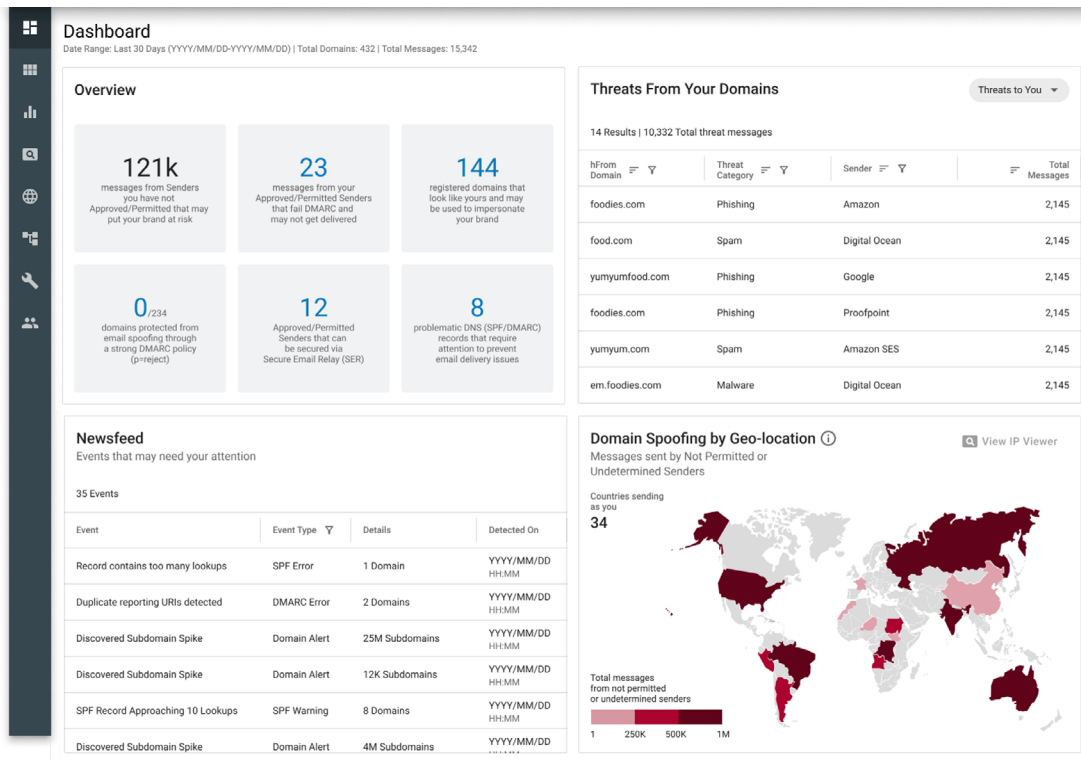 Dashboard
Date Range: Last 30 Days (YYYY/MM/DD-YYYY/MM/DD) | Total Domains: 432 | Total Messages: 15,342
Overview
121k
messages from Senders
you have not
Approved/Permitted that may
put your brand at risk
23
messages from your
Approved/Permitted Senders
that fail DMARC and
may not get delivered
144
registered domains that
look like yours and may
be used to impersonate
your brand
0/234
domains protected from
email spoofing through
a strong DMARC policy
(p=reject)
12
Approved/Permitted
Senders that can
be secured via
Secure Email Relay (SER)
8
problematic DNS (SPF/DMARC)
records that require
attention to prevent
email delivery issues
Threats From Your Domains
Threats to You
14 Results | 10,332 Total threat messages
hFrom
Domain
Threat
Category
Sender
Total
Messages
foodies.com Phishing Amazon 2,145
food.com Spam Digital Ocean 2,145
yumyumfood.com Phishing Google 2,145
foodies.com Phishing Proofpoint 2,145
yumyum.com Spam Amazon SES 2,145
em.foodies.com Malware Digital Ocean 2,145
Newsfeed
Events that may need your attention
35 Events
Event Event Type Details Detected On
Record contains too many lookups SPF Error 1 Domain YYYY/MM/DD
HH:MM
Duplicate reporting URIs detected DMARC Error 2 Domains YYYY/MM/DD
HH:MM
Discovered Subdomain Spike Domain Alert 25M Subdomains YYYY/MM/DD
HH:MM
Discovered Subdomain Spike Domain Alert 12K Subdomains YYYY/MM/DD
HH:MM
SPF Record Approaching 10 Lookups SPF Warning 8 Domains YYYY/MM/DD
HH:MM
Discovered Subdomain Spike Domain Alert 4M Subdomains YYYY/MM/DD
Domain Spoofing by Geo-location
View IP Viewer
Messages sent by Not Permitted or
Undetermined Senders
Countries sending
as you
34
Total messages
from not permitted
or undetermined senders
1 250K 500K 1M